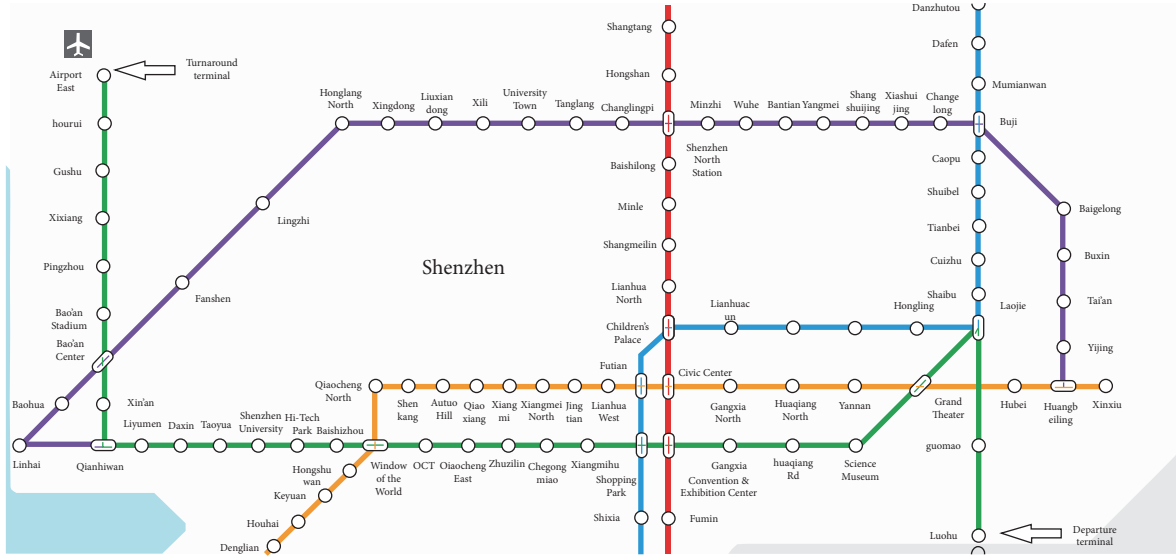 Danzhutou
Shangtang
Dafen
Turnaround
terminal
Airport
East
Hongshan
Mumianwan
Honglang
North
Xingdong
Liuxian
dong
Xili
University
Town
Tanglang
Changlingpi
Minzhi
Wuhe
Bantian
Yangmei
Shang
shuijing
Xiashui
jing
Change
long
Buji
hourui
Shenzhen
North
Station
Baishilong
Caopu
Gushu
Shuibel
Minle
Baigelong
Xixiang
Lingzhi
Tianbei
Shangmeilin
Buxin
Cuizhu
Pingzhou
Shenzhen
Fanshen
Lianhua
North
Shaibu
Tai'an
Lianhuac
un
Hongling
Laojie
Bao'an
Stadium
Bao'an
Center
Children's
Palace
Yijing
Futian
Civic Center
Qiaocheng
North
Baohua
Xin'an
Shen
kang
Autuo
Hill
Qiao
xiang
Xiang
mi
Xiangmei
North
Jing
tian
Lianhua
West
Gangxia
North
Huaqiang
North
Yannan
Grand
Theater
Hubei
Huangb
eiling
Xinxiu
Liyumen
Daxin
Taoyua
Shenzhen
University
Hi-Tech
Park
Baishizhou
guomao
Linhai
Qianhiwan
Hongshu
wan
Window
of the
World
OCT
Oiaocheng
East
Zhuzilin
Chegong
miao
Xiangmihu
Shopping
Park
Gangxia
Convention &
Exhibition Center
huaqiang
Rd
Science
Museum
Keyuan
Houhai
Shixia
Fumin
Denglian
Luohu
Departure
terminal